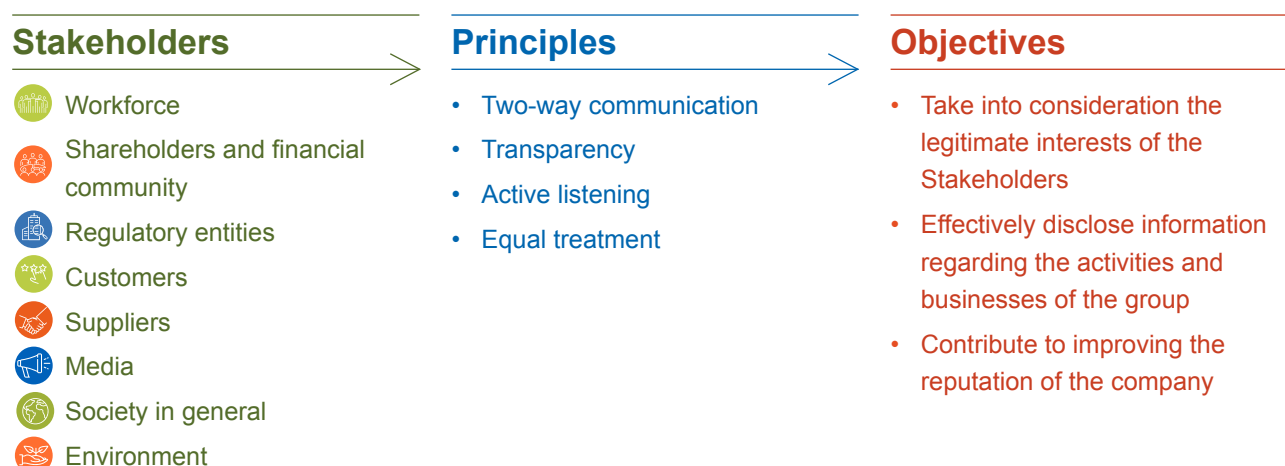 Stakeholders
Workforce
Shareholders and financial
community
Regulatory entities
Customers
Suppliers
Media
Society in general
Environment
Principles
• Two-way communication
• Transparency
• Active listening
• Equal treatment
Objectives
• Take into consideration the
legitimate interests of the
Stakeholders
• Effectively disclose information
regarding the activities and
businesses of the group
• Contribute to improving the
reputation of the company